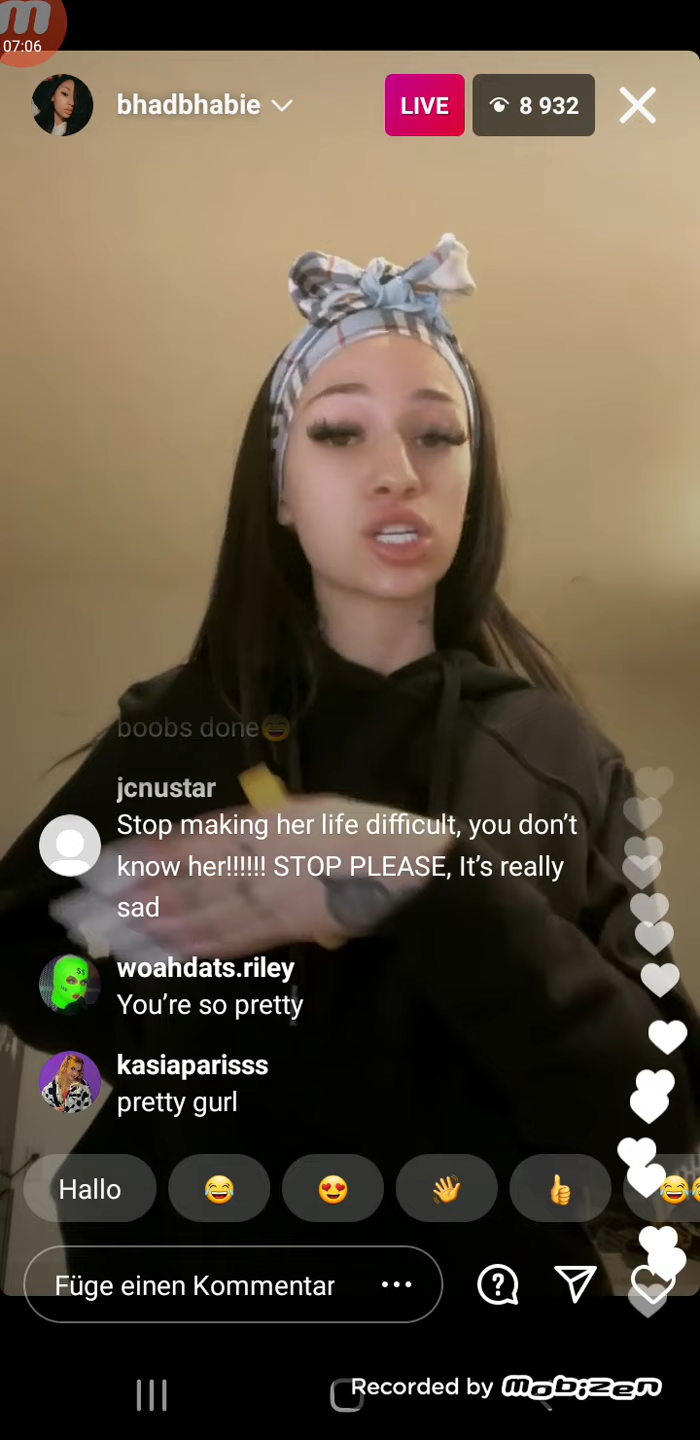 07:06
bhadbhabie
LIVE
8 932
boobs done😅
jcnustar
Stop making her life difficult, you don’t
know her!!!!!! STOP PLEASE, It’s really
sad
woahdats.riley
You’re so pretty
kasiaparisss
pretty gurl
Hallo 😂 😍 👋 👍 😂
Füge einen Kommentar
Recorded by mobizen